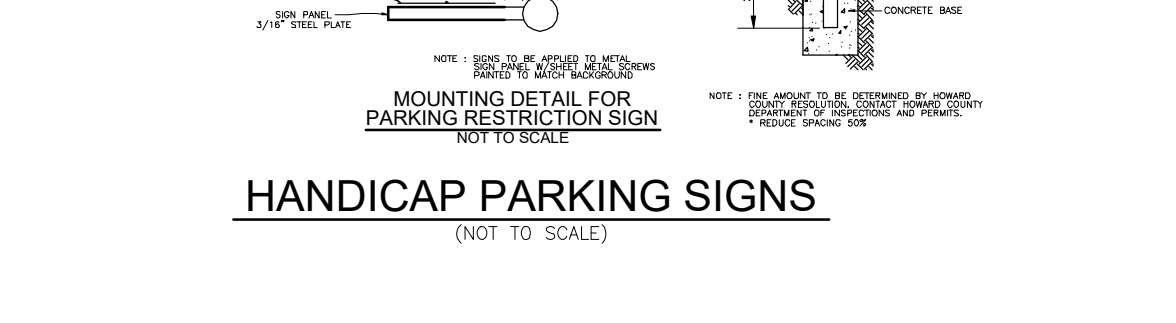 SIGN PANEL
3/16" STEEL PLATE
CONCRETE BASE
NOTE : SIGNS TO BE APPLIED TO METAL
SIGN PANEL W/SHEET METAL SCREWS
PAINTED TO MATCH BACKGROUND
MOUNTING DETAIL FOR
PARKING RESTRICTION SIGN
NOT TO SCALE
NOTE : FINE AMOUNT TO BE DETERMINED BY HOWARD
COUNTY RESOLUTION. CONTACT HOWARD COUNTY
DEPARTMENT OF INSPECTIONS AND PERMITS.
* REDUCE SPACING 50%
HANDICAP PARKING SIGNS
(NOT TO SCALE)